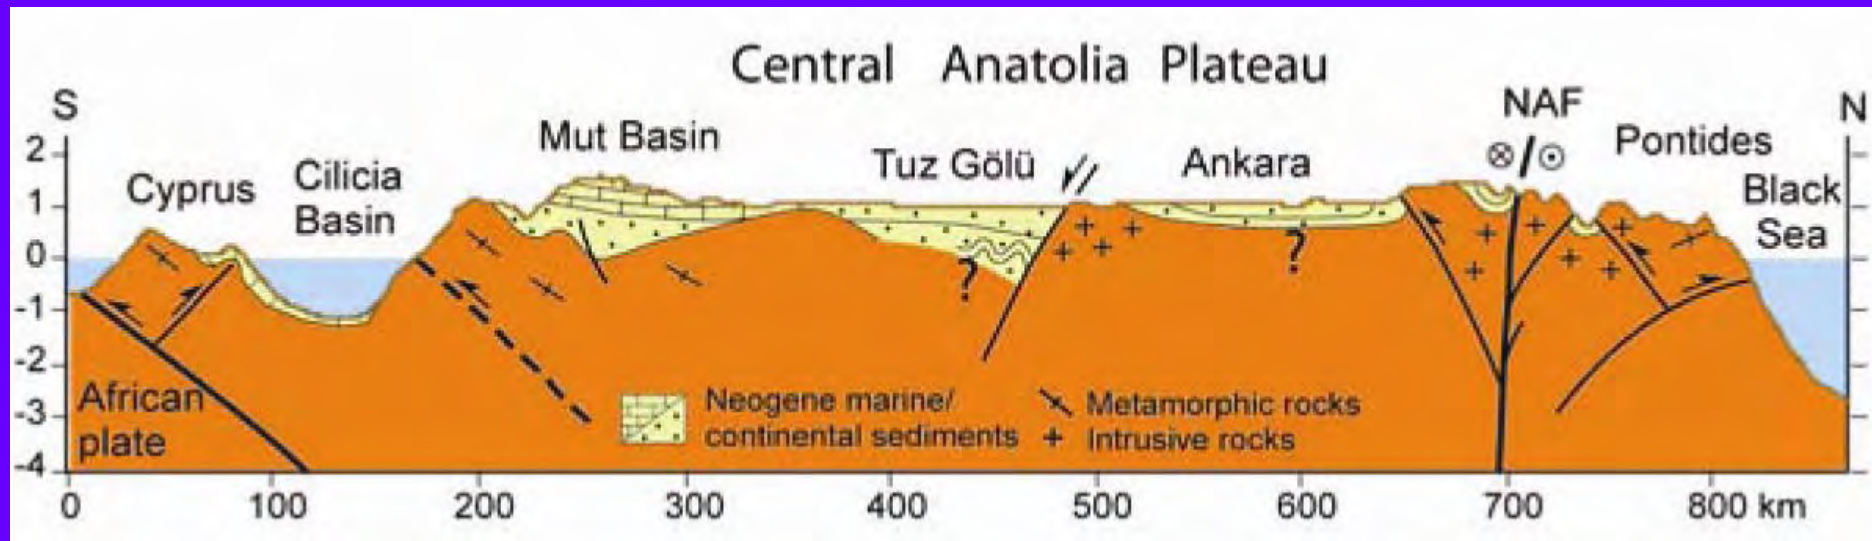 Central Anatolia Plateau
S
N
NAF
Mut Basin
Pontides
Cyprus
Cilicia
Basin
Tuz Gölü
Ankara
Black
Sea
2
1
0
-1
-2
-3
-4
?
?
African
plate
Neogene marine/
continental sediments
Metamorphic rocks
Intrusive rocks
0 100 200 300 400 500 600 700 800 km